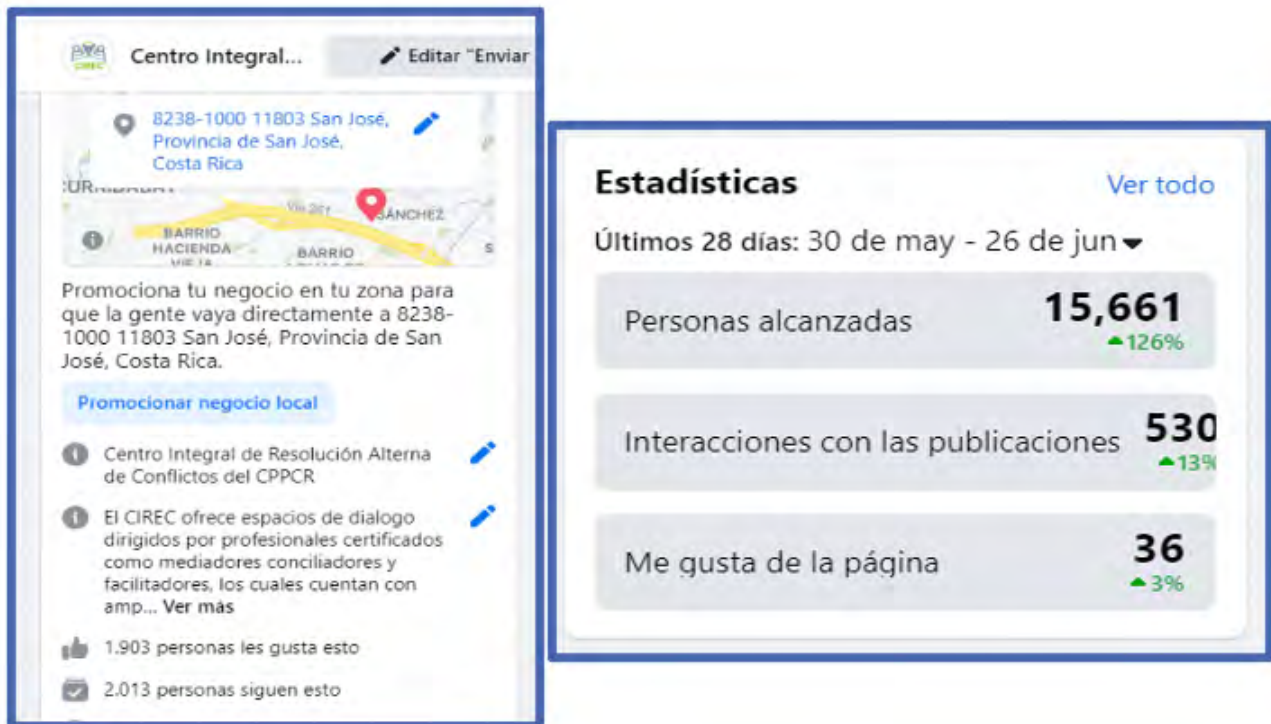 CIREC
Centro Integral...
Editar "Enviar
8238-1000 11803 San José,
Provincia de San José,
Costa Rica
SÁNCHEZ
BARRIO
HACIENDA
BARRIO
Promociona tu negocio en tu zona para
que la gente vaya directamente a 8238-
1000 11803 San José, Provincia de San
José, Costa Rica.
Promocionar negocio local
Centro Integral de Resolución Alterna
de Conflictos del CPPCR
El CIREC ofrece espacios de dialogo
dirigidos por profesionales certificados
como mediadores conciliadores y
facilitadores, los cuales cuentan con
amp... Ver más
1.903 personas les gusta esto
2.013 personas siguen esto
Estadísticas
Ver todo
Últimos 28 días: 30 de may - 26 de jun
Personas alcanzadas
15,661
126%
Interacciones con las publicaciones
530
13%
Me gusta de la página
36
3%